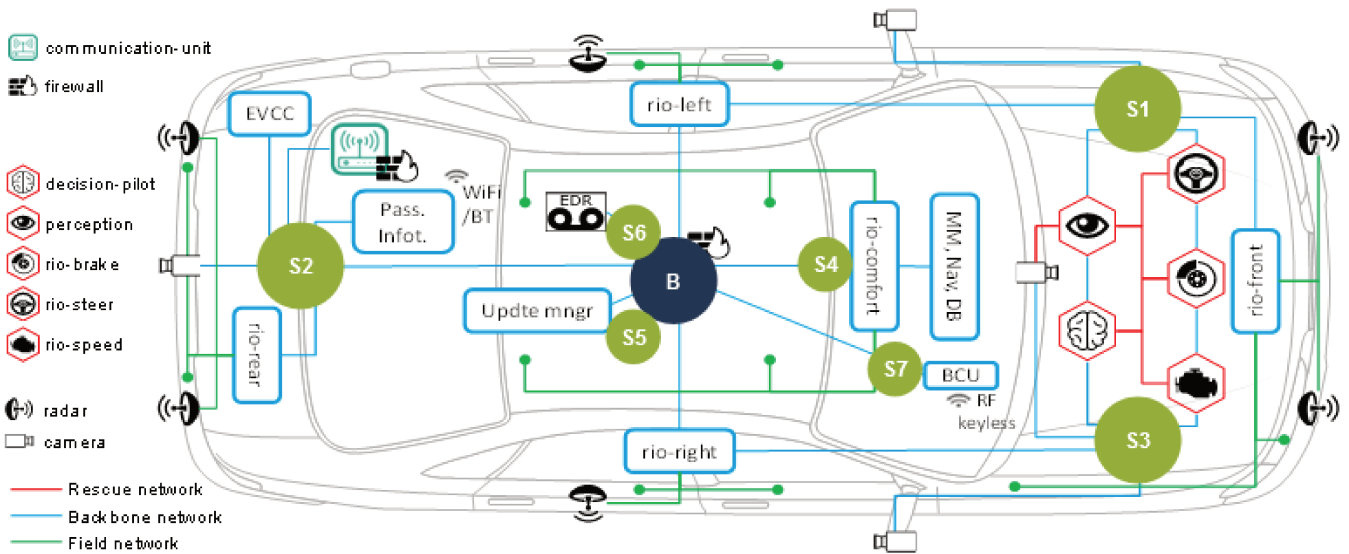 communication-unit
firewall
decision-pilot
perception
rio-brake
rio-steer
rio-speed
radar
camera
Rescue network
Backbone network
Field network
EVCC
WiFi
/BT
Pass.
Infot.
S2
rio-rear
rio-left
EDR
S6
B
Updte mngr
S5
rio-right
S4
rio-comfort
MM, Nav, DB
S7
BCU
RF
keyless
S1
S3
rio-front